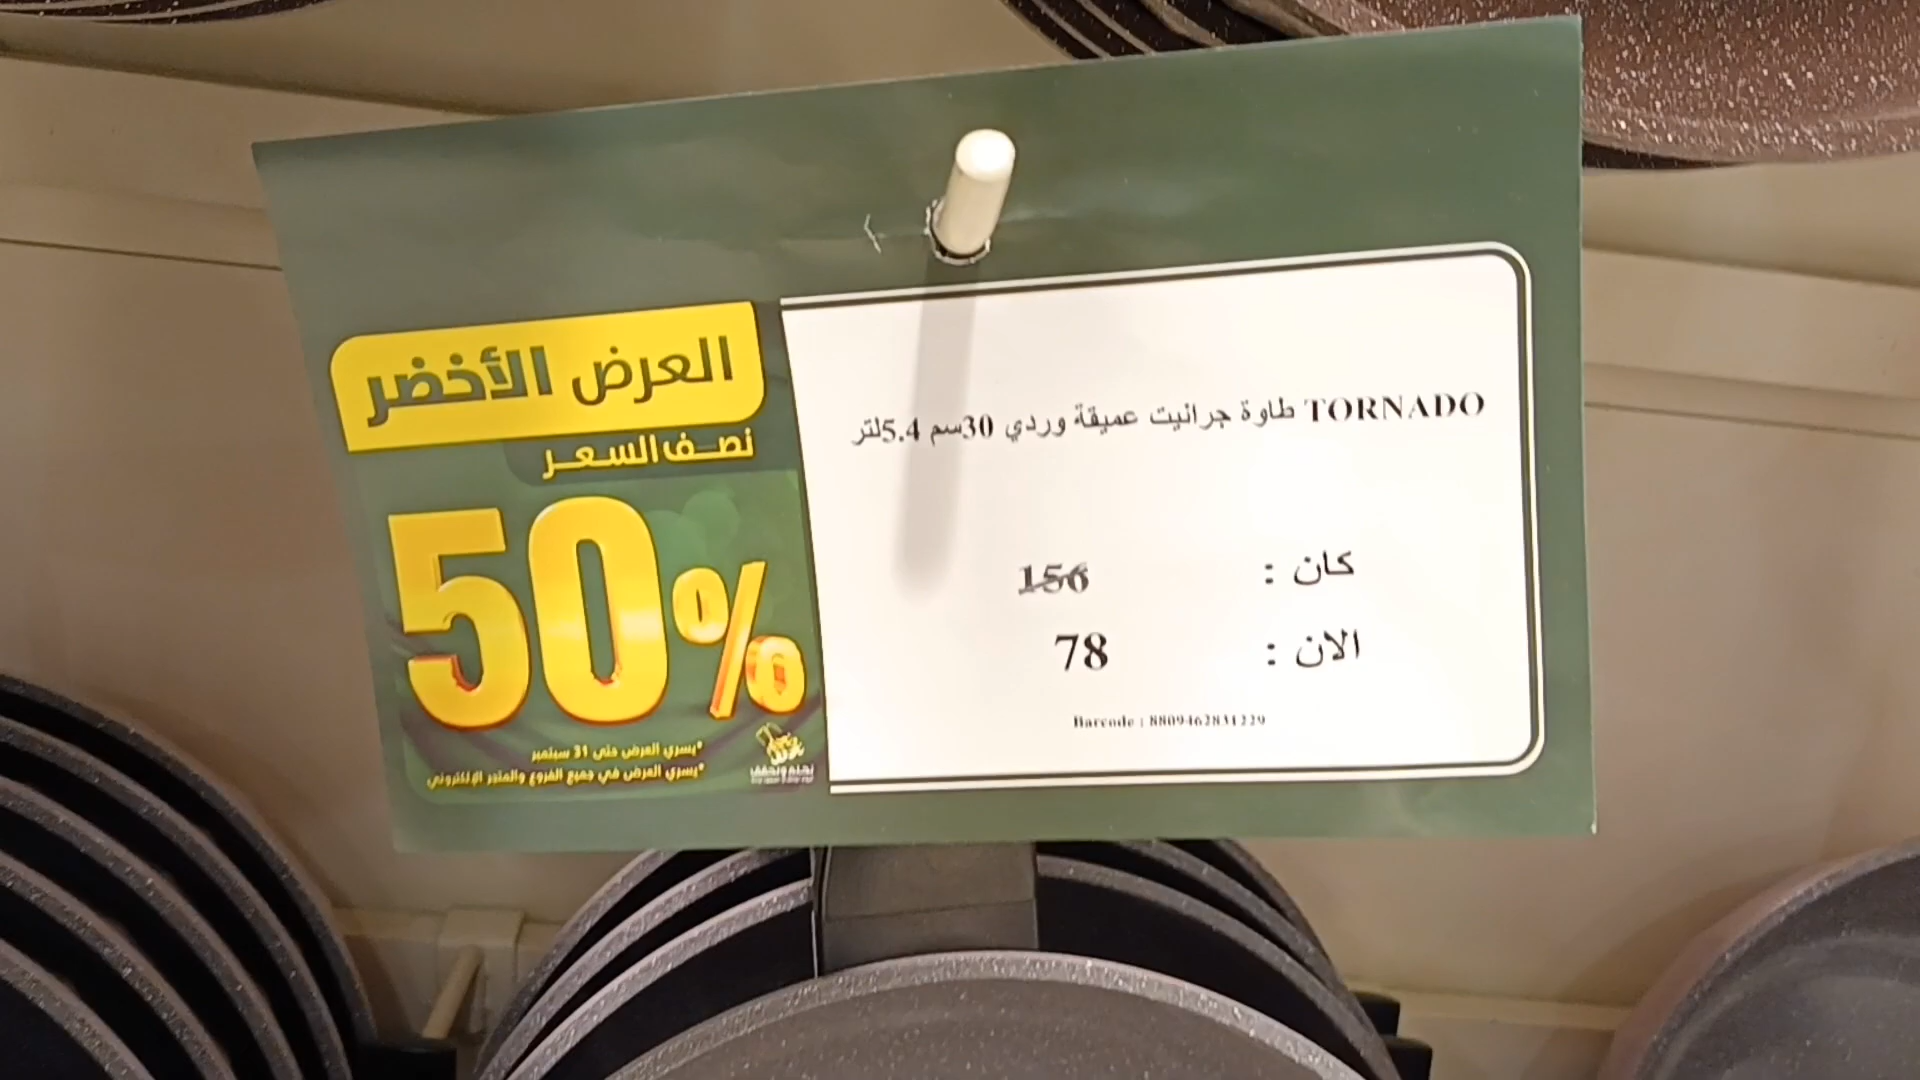 العرض الأخضر
نصف السعر
50%
*يسري العرض حتى 31 سبتمبر
*يسري العرض في جميع الفروع والمتجر الإلكتروني
TORNADO طاوة جرانيت عميقة وردي 30سم 5.4لتر
كان : 156
الان : 78
Barcode : 8809462831229